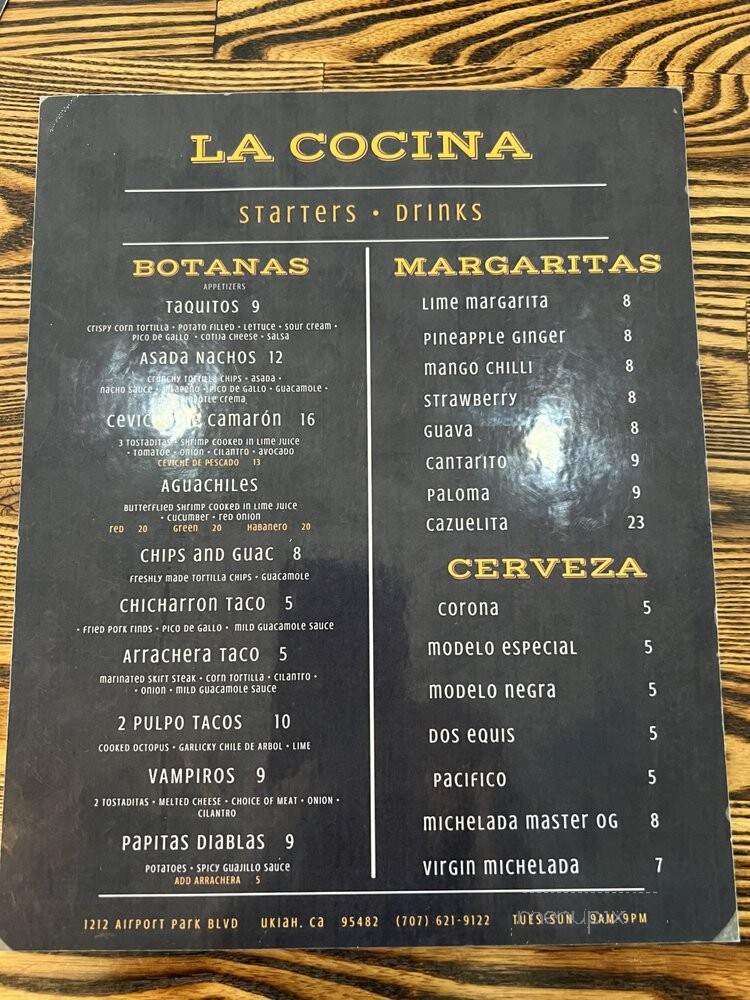 LA COCINA
STARTERS • DRINKS
BOTANAS
APPETIZERS
TAQUITOS 9
CRISPY CORN TORTILLA • POTATO FILLED • LETTUCE • SOUR CREAM •
PICO DE GALLO • COTIJA CHEESE • SALSA
ASADA NACHOS 12
CRUNCHY TORTILLA CHIPS • ASADA •
NACHO SAUCE • JALAPEÑO • PICO DE GALLO • GUACAMOLE •
CREMA
CEVICHE DE CAMARÓN 16
3 TOSTADITAS • SHRIMP COOKED IN LIME JUICE
• TOMATOE • ONION • CILANTRO • AVOCADO
CEVICHE DE PESCADO 13
AGUACHILES
BUTTERFLIED SHRIMP COOKED IN LIME JUICE
• CUCUMBER • RED ONION
RED 20 GREEN 20 HABANERO 20
CHIPS AND GUAC 8
FRESHLY MADE TORTILLA CHIPS • GUACAMOLE
CHICHARRON TACO 5
• FRIED PORK RINDS • PICO DE GALLO • MILD GUACAMOLE SAUCE
ARRACHERA TACO 5
MARINATED SKIRT STEAK • CORN TORTILLA • CILANTRO •
• ONION • MILD GUACAMOLE SAUCE
2 PULPO TACOS 10
COOKED OCTOPUS • GARLICKY CHILE DE ARBOL • LIME
VAMPIROS 9
2 TOSTADITAS • MELTED CHEESE • CHOICE OF MEAT • ONION •
CILANTRO
PAPITAS DIABLAS 9
POTATOES • SPICY GUAJILLO SAUCE
ADD ARRACHERA 5
MARGARITAS
LIME MARGARITA 8
PINEAPPLE GINGER 8
MANGO CHILLI 8
STRAWBERRY 8
GUAVA 8
CANTARITO 9
PALOMA 9
CAZUELITA 23
CERVEZA
CORONA 5
MODELO ESPECIAL 5
MODELO NEGRA 5
DOS EQUIS 5
PACIFICO 5
MICHELADA MASTER OG 8
VIRGIN MICHELADA 7
1212 AIRPORT PARK BLVD UKIAH, CA 95482 (707) 621-9122 TUES-SUN 9AM-9PM
menupix